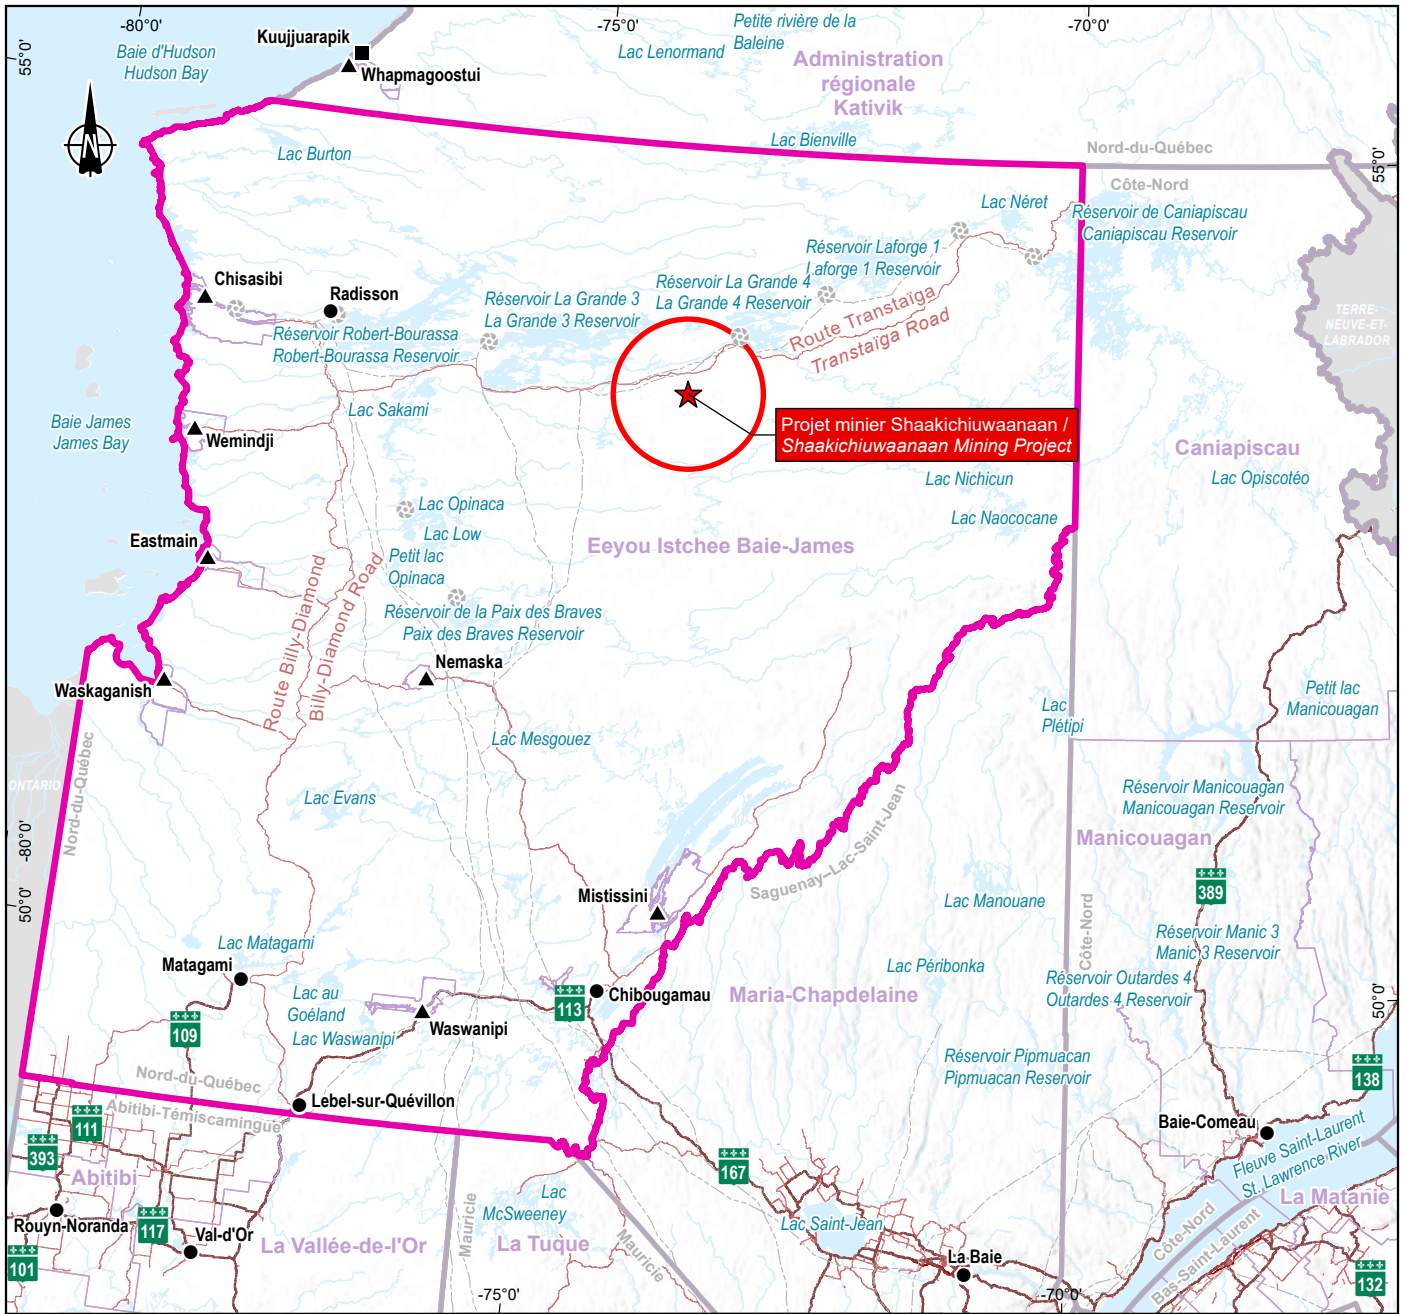 -80°0'
-75°0'
-70°0'
55°0'
Baie d'Hudson
Hudson Bay
Kuujjuarapik
Whapmagoostui
Lac Lenormand
Petite rivière de la
Baleine
Administration
régionale
Kativik
N
Lac Burton
Lac Bienville
Nord-du-Québec
55°0'
Côte-Nord
Lac Néret
Réservoir de Caniapiscau
Caniapiscau Reservoir
Réservoir Laforge 1
Laforge 1 Reservoir
Chisasibi
Radisson
Réservoir La Grande 3
La Grande 3 Reservoir
Réservoir La Grande 4
La Grande 4 Reservoir
Réservoir Robert-Bourassa
Robert-Bourassa Reservoir
Route Transtaïga
Transtaïga Road
TERRE-
NEUVE-ET-
LABRADOR
Baie James
James Bay
Lac Sakami
Wemindji
Projet minier Shaakichiuwaanaan /
Shaakichiuwaanaan Mining Project
Caniapiscau
Lac Opiscotéo
Lac Nichicun
Lac Naococane
Lac Opinaca
Lac Low
Petit lac
Opinaca
Eastmain
Eeyou Istchee Baie-James
Route Billy-Diamond
Billy-Diamond Road
Réservoir de la Paix des Braves
Paix des Braves Reservoir
Nemaska
Waskaganish
Petit lac
Manicouagan
Lac
Plétipi
Lac Mesgouez
ONTARIO
Nord-du-Québec
-80°0'
Lac Evans
Réservoir Manicouagan
Manicouagan Reservoir
Manicouagan
Saguenay–Lac-Saint-Jean
389
Mistissini
50°0'
Lac Manouane
Côte-Nord
Réservoir Manic 3
Manic 3 Reservoir
Lac Matagami
Matagami
Lac Péribonka
Réservoir Outardes 4
Outardes 4 Reservoir
50°0'
Lac au
Goéland
113
Chibougamau
Maria-Chapdelaine
109
Waswanipi
Lac Waswanipi
Réservoir Pipmuacan
Pipmuacan Reservoir
138
Nord-du-Québec
Abitibi-Témiscamingue
Lebel-sur-Quévillon
111
393
Baie-Comeau
Fleuve Saint-Laurent
St. Lawrence River
Abitibi
167
Lac
McSweeney
La Matanie
Rouyn-Noranda
117
Val-d'Or
La Vallée-de-l'Or
Mauricie
La Tuque
Mauricie
Lac Saint-Jean
Côte-Nord
Bas-Saint-Laurent
101
La Baie
132
-75°0'
-70°0'